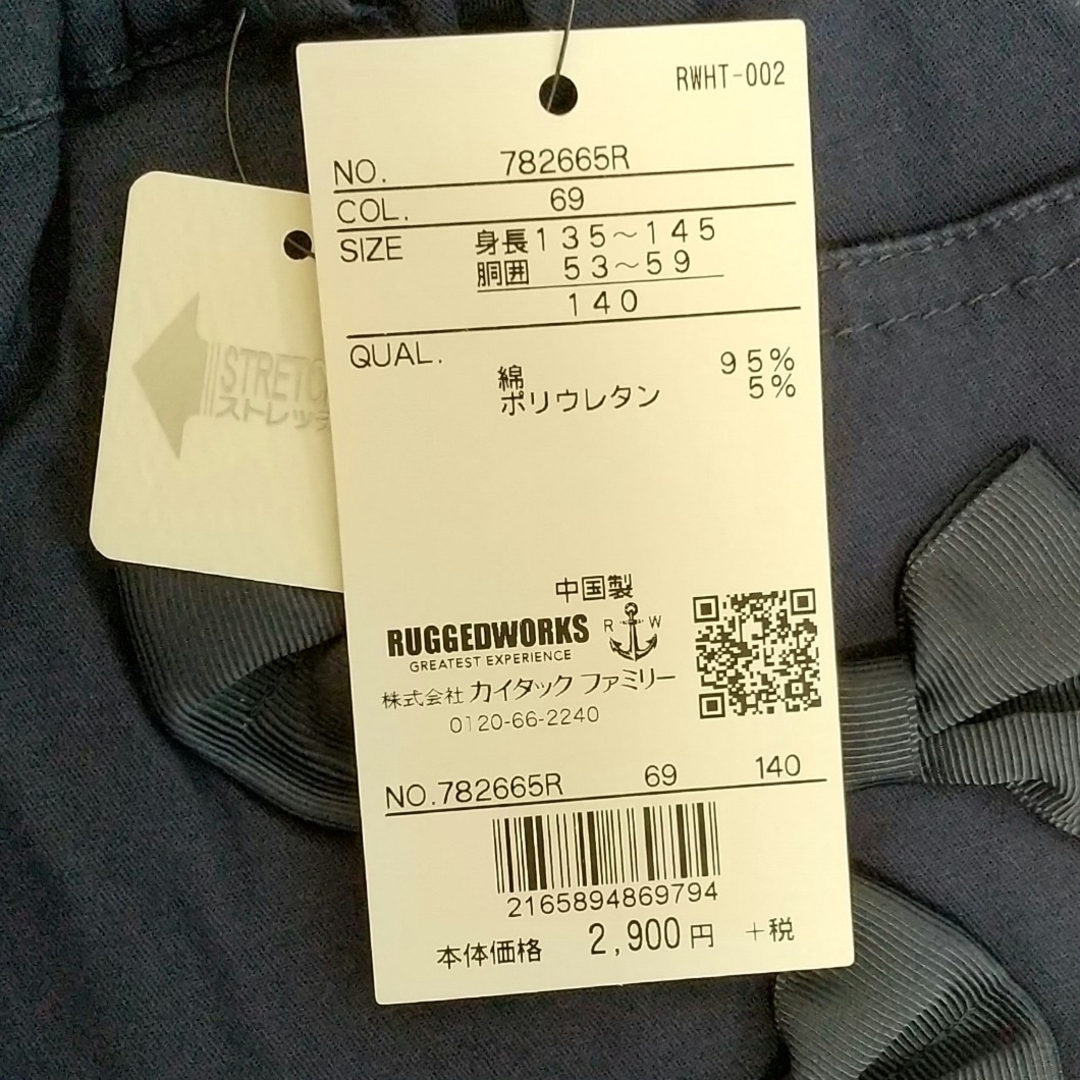 RWHT-002
NO. 782665R
COL. 69
SIZE 身長135～145
胴囲 53～59
140
QUAL.
綿 95%
ポリウレタン 5%
STRETC
ストレッチ
中国製
RUGGEDWORKS R W
GREATEST EXPERIENCE
株式会社 カイタック ファミリー
0120-66-2240
NO.782665R 69 140
2165894869794
本体価格 2,900円 +税